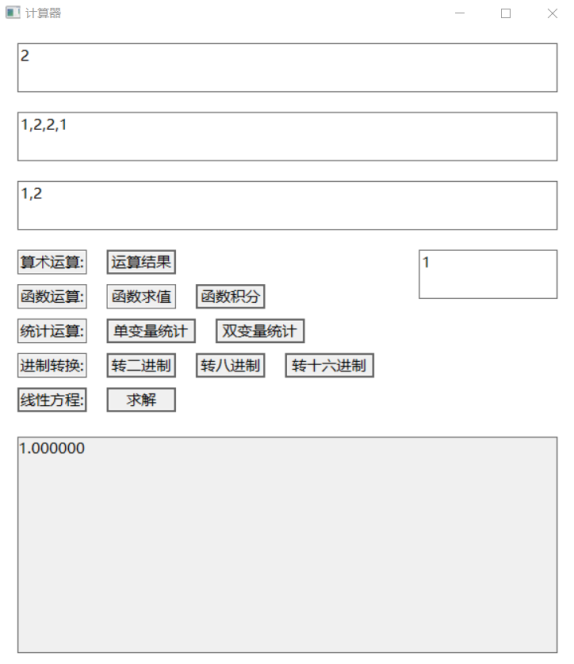 计算器
2
1,2,2,1
1,2
算术运算: 运算结果 1
函数运算: 函数求值 函数积分
统计运算: 单变量统计 双变量统计
进制转换: 转二进制 转八进制 转十六进制
线性方程: 求解
1.000000